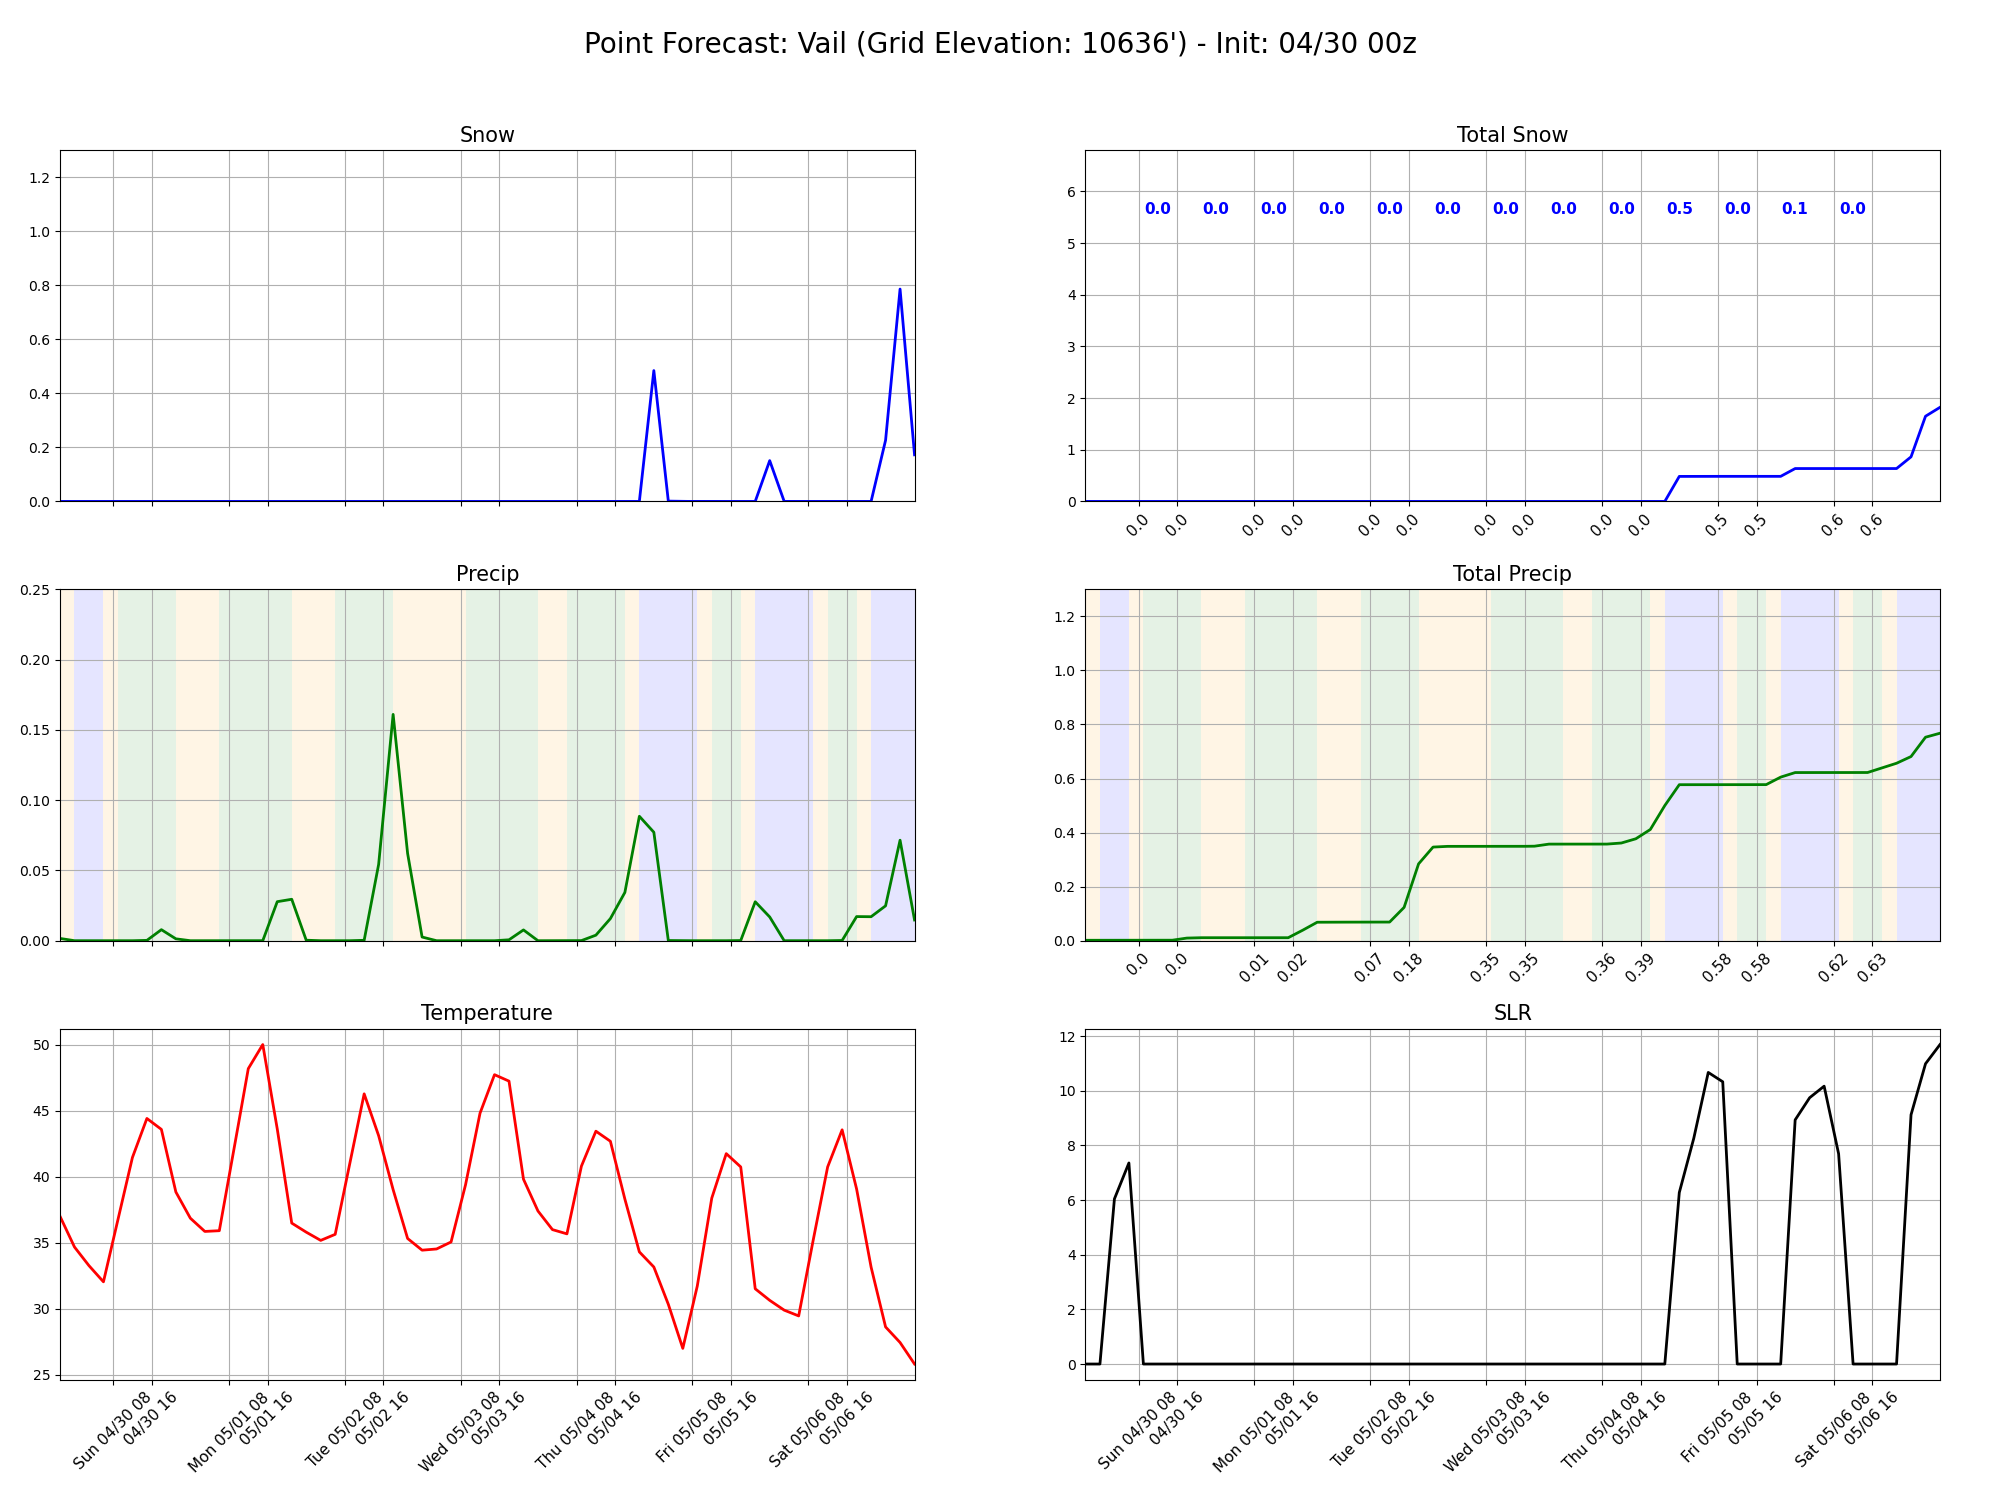 Point Forecast: Vail (Grid Elevation: 10636') - Init: 04/30 00z
Snow
1.2
1.0
0.8
0.6
0.4
0.2
0.0
Total Snow
6
5
4
3
2
1
0
0.0 0.0 0.0 0.0 0.0 0.0 0.0 0.0 0.0 0.5 0.0 0.1 0.0
0.0 0.0 0.0 0.0 0.0 0.0 0.0 0.0 0.0 0.0 0.5 0.5 0.6 0.6
Precip
0.25
0.20
0.15
0.10
0.05
0.00
Total Precip
1.2
1.0
0.8
0.6
0.4
0.2
0.0
0.0 0.0 0.01 0.02 0.07 0.18 0.35 0.35 0.36 0.39 0.58 0.58 0.62 0.63
Temperature
50
45
40
35
30
25
Sun 04/30 08
04/30 16
Mon 05/01 08
05/01 16
Tue 05/02 08
05/02 16
Wed 05/03 08
05/03 16
Thu 05/04 08
05/04 16
Fri 05/05 08
05/05 16
Sat 05/06 08
05/06 16
SLR
12
10
8
6
4
2
0
Sun 04/30 08
04/30 16
Mon 05/01 08
05/01 16
Tue 05/02 08
05/02 16
Wed 05/03 08
05/03 16
Thu 05/04 08
05/04 16
Fri 05/05 08
05/05 16
Sat 05/06 08
05/06 16